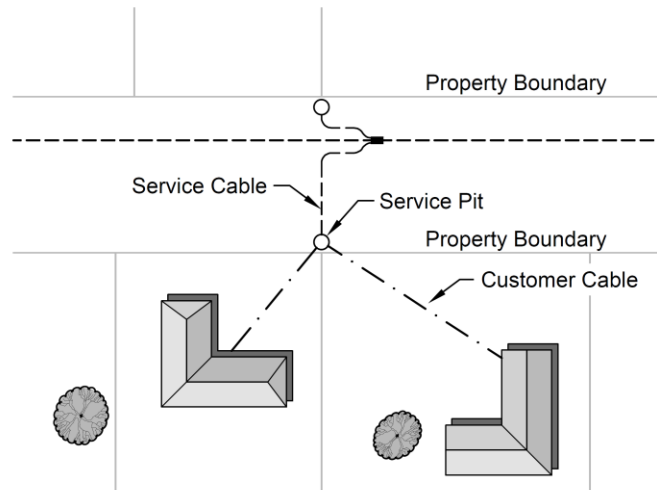 Property Boundary
Service Cable
Service Pit
Property Boundary
Customer Cable